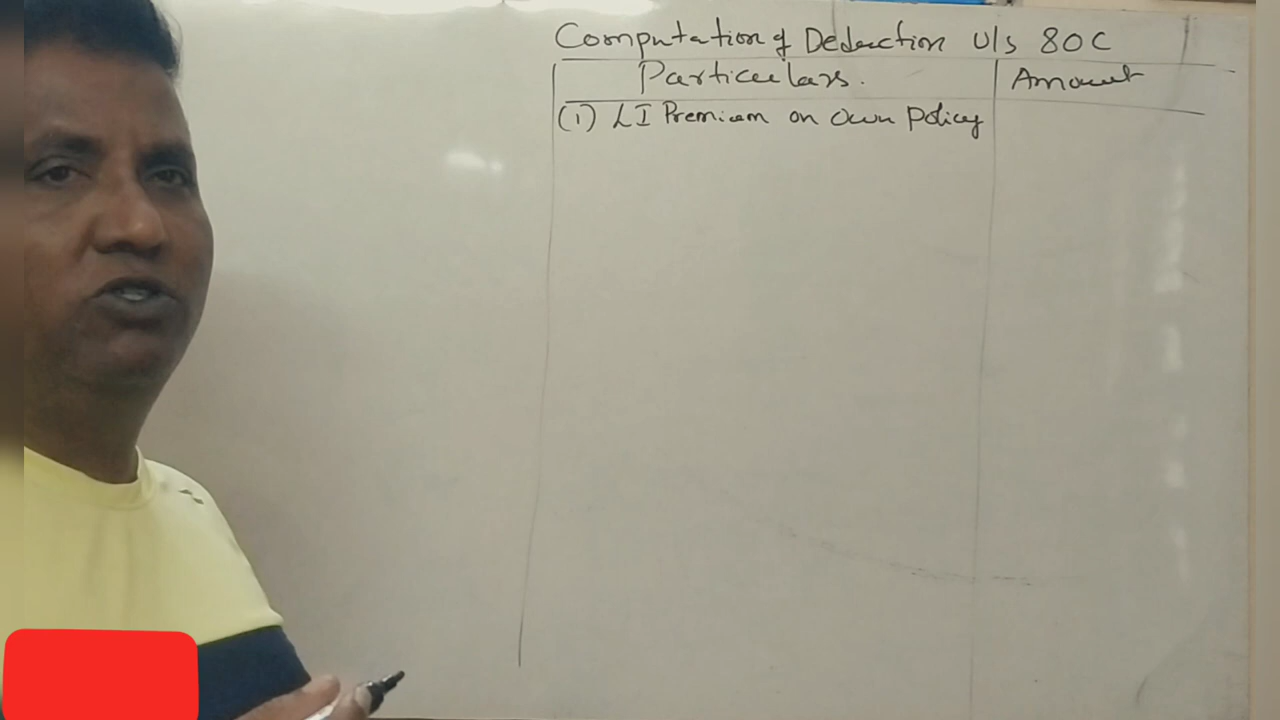 Computation of Deduction U/s 80C
Particulars. Amount
(1) LI Premium on own policy